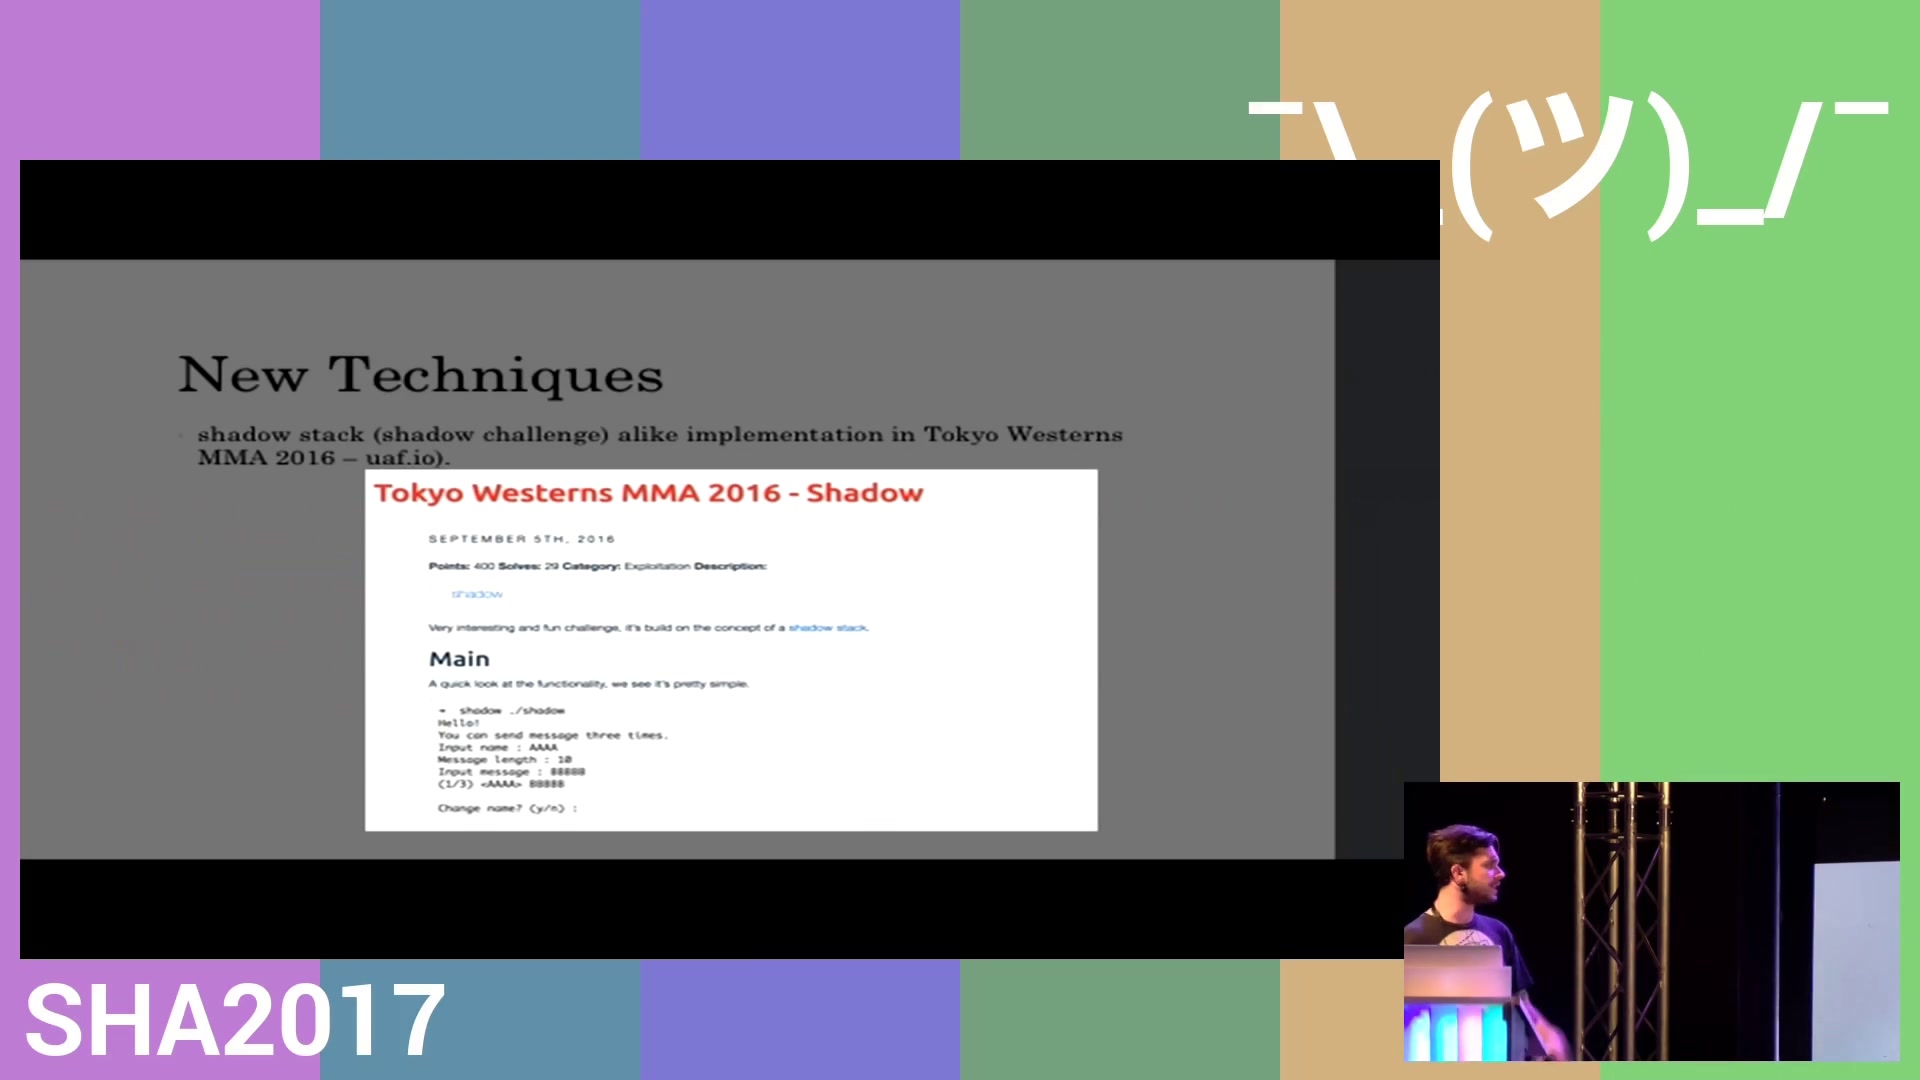 ¯\_(ツ)_/¯
New Techniques
shadow stack (shadow challenge) alike implementation in Tokyo Westerns
MMA 2016 – uaf.io).
Tokyo Westerns MMA 2016 - Shadow
SEPTEMBER 5TH, 2016
Points: 400 Solves: 29 Category: Exploitation Description:
shadow
Very interesting and fun challenge, it's build on the concept of a shadow stack.
Main
A quick look at the functionality, we see it's pretty simple.
➜ shadow ./shadow
Hello!
You can send message three times.
Input name : AAAA
Message length : 10
Input message : BBBBB
(1/3) <AAAA> BBBBB
Change name? (y/n) :
SHA2017